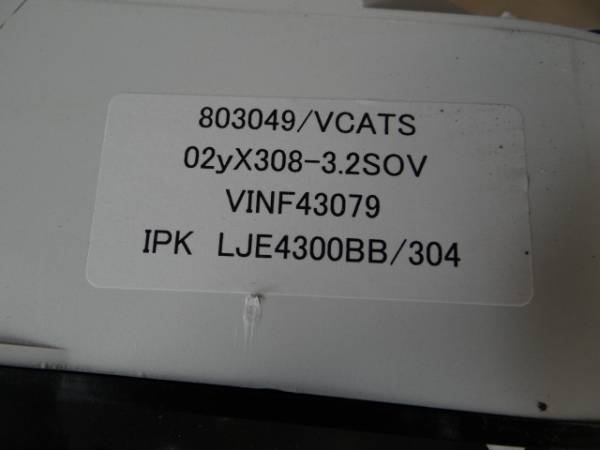 803049/VCATS
02yX308-3.2SOV
VINF43079
IPK LJE4300BB/304